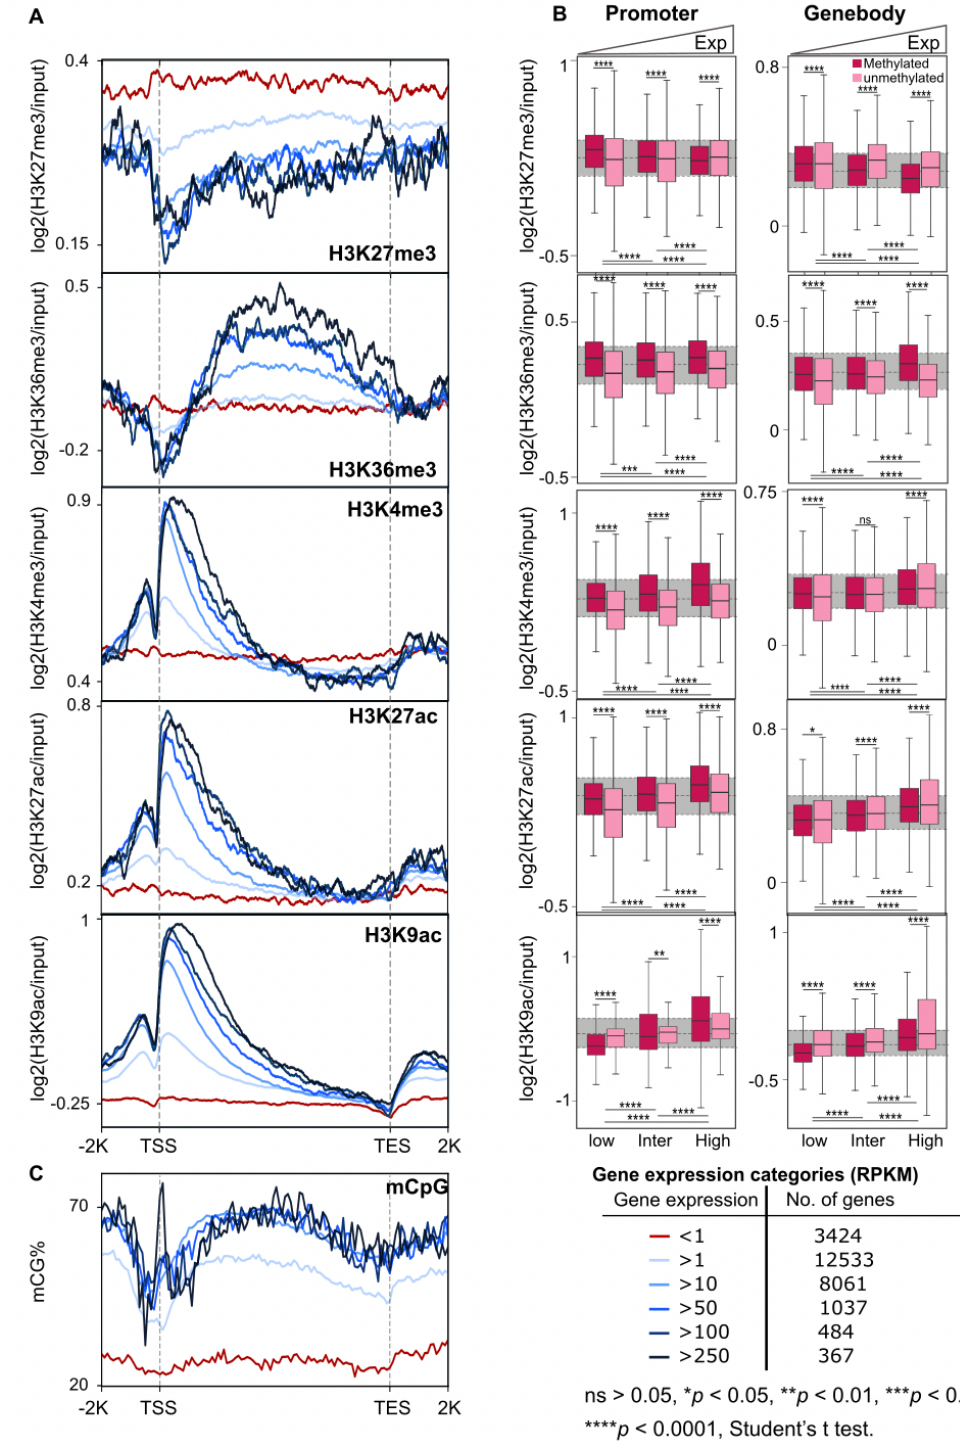 A
0.4
log2(H3K27me3/input)
0.15
H3K27me3
0.5
log2(H3K36me3/input)
-0.2
H3K36me3
0.9
H3K4me3
log2(H3K4me3/input)
0.4
0.8
H3K27ac
log2(H3K27ac/input)
0.2
1
H3K9ac
log2(H3K9ac/input)
-0.25
-2K TSS TES 2K
B
Promoter Genebody
Exp Exp
Methylated
unmethylated
1
log2(H3K27me3/input)
-0.5
**** **** ****
**** **** ****
0.8
0
**** **** ****
**** **** ****
log2(H3K36me3/input)
0.5
-0.5
**** **** ****
*** **** ****
0.5
0
**** **** ****
**** **** ****
log2(H3K4me3/input)
1
-0.5
**** **** ****
**** **** ****
0.75
0
**** ns ****
**** **** ****
log2(H3K27ac/input)
1
-0.5
**** **** ****
**** **** ****
0.8
0
* **** ****
**** **** ****
log2(H3K9ac/input)
1
-1
**** ** ****
**** **** ****
1
-0.5
**** **** ****
**** **** ****
low Inter High low Inter High
C
mCpG
70
mCG%
20
-2K TSS TES 2K
Gene expression categories (RPKM)
Gene expression No. of genes
<1 3424
>1 12533
>10 8061
>50 1037
>100 484
>250 367
ns > 0.05, *p < 0.05, **p < 0.01, ***p < 0.
****p < 0.0001, Student's t test.